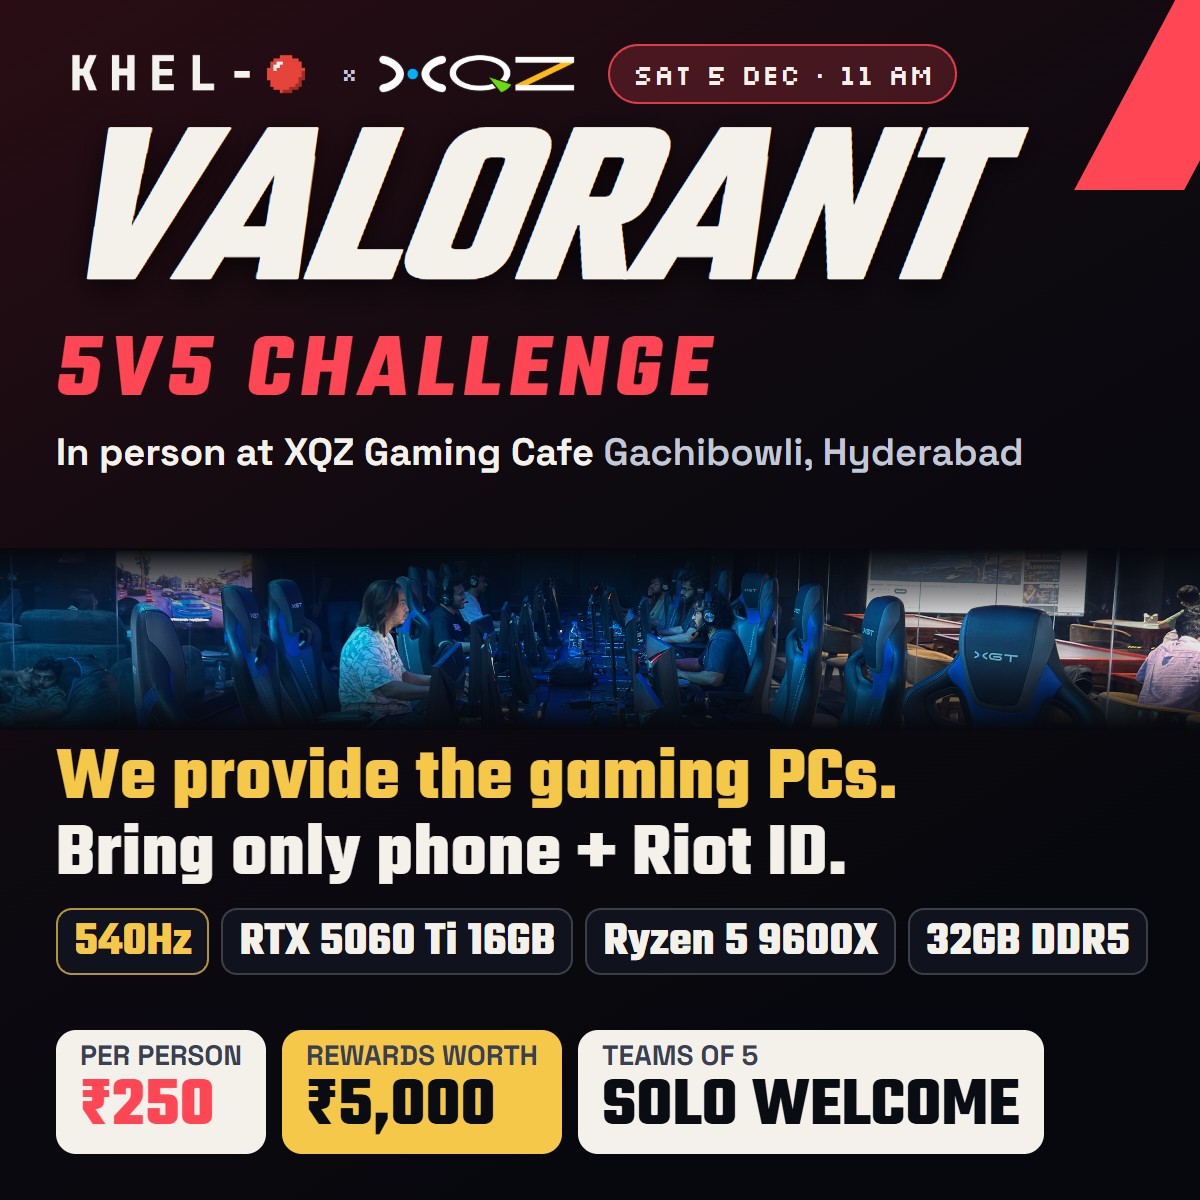 KHEL-
x XQZ
SAT 5 DEC · 11 AM
VALORANT
5V5 CHALLENGE
In person at XQZ Gaming Cafe Gachibowli, Hyderabad
XGT
We provide the gaming PCs.
Bring only phone + Riot ID.
540Hz
RTX 5060 Ti 16GB
Ryzen 5 9600X
32GB DDR5
PER PERSON
₹250
REWARDS WORTH
₹5,000
TEAMS OF 5
SOLO WELCOME